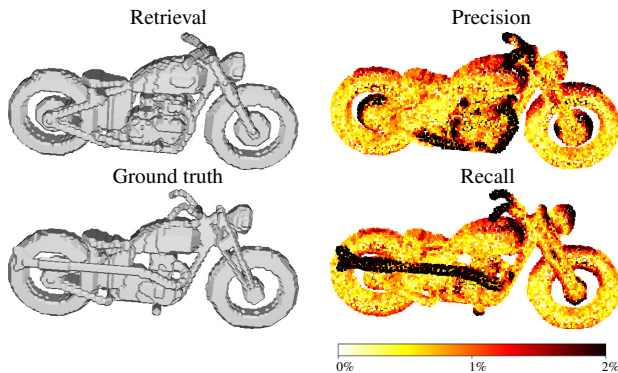 Retrieval
Precision
Ground truth
Recall
0%
1%
2%